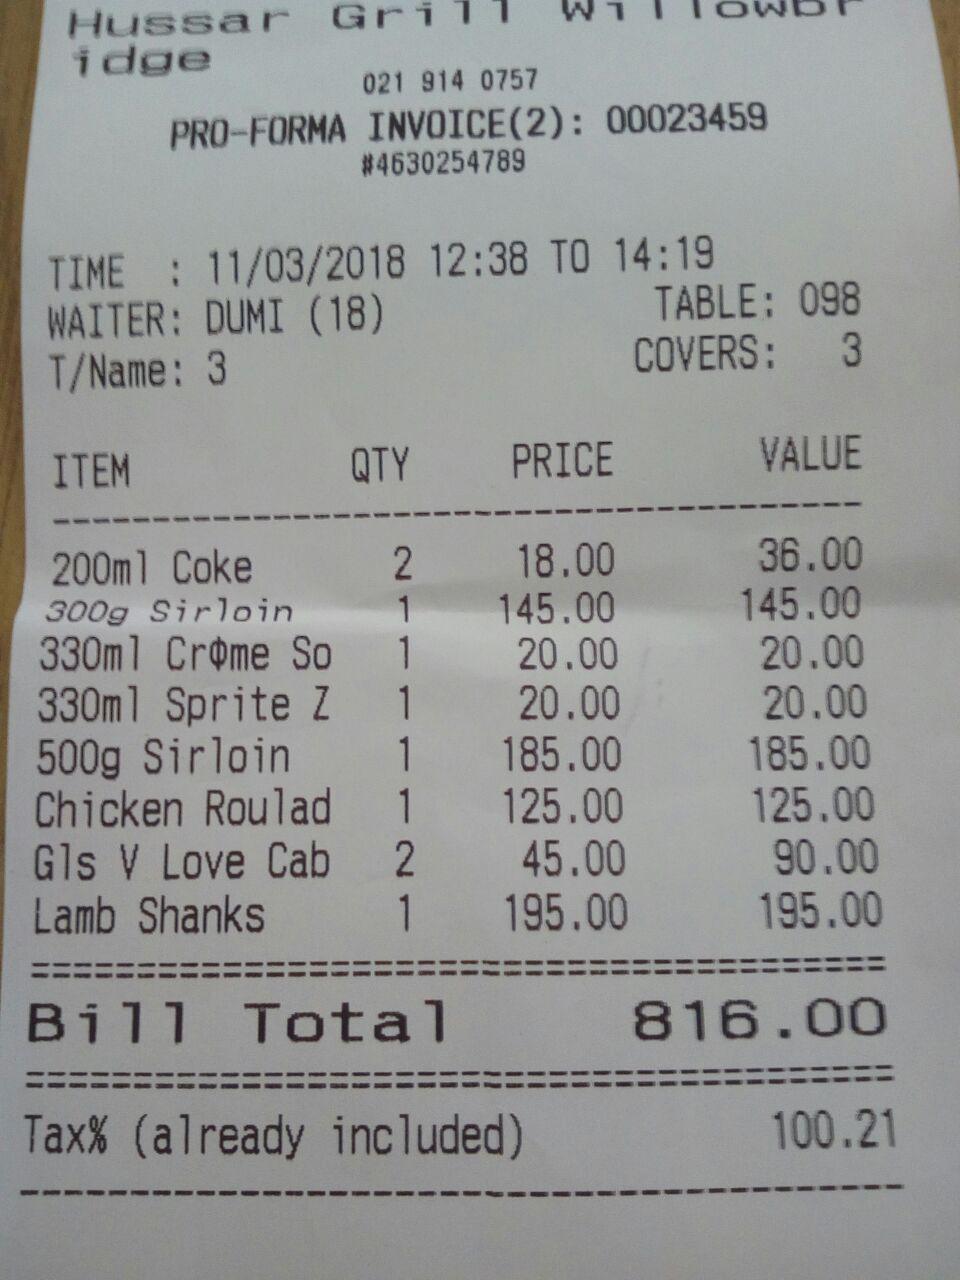 Hussar Grill Willowbr
idge
021 914 0757
PRO-FORMA INVOICE(2): 00023459
#4630254789
TIME : 11/03/2018 12:38 TO 14:19
WAITER: DUMI (18) TABLE: 098
T/Name: 3 COVERS: 3
ITEM QTY PRICE VALUE
200ml Coke 2 18.00 36.00
300g Sirloin 1 145.00 145.00
330ml CrΦme So 1 20.00 20.00
330ml Sprite Z 1 20.00 20.00
500g Sirloin 1 185.00 185.00
Chicken Roulad 1 125.00 125.00
Gls V Love Cab 2 45.00 90.00
Lamb Shanks 1 195.00 195.00
Bill Total 816.00
Tax% (already included) 100.21